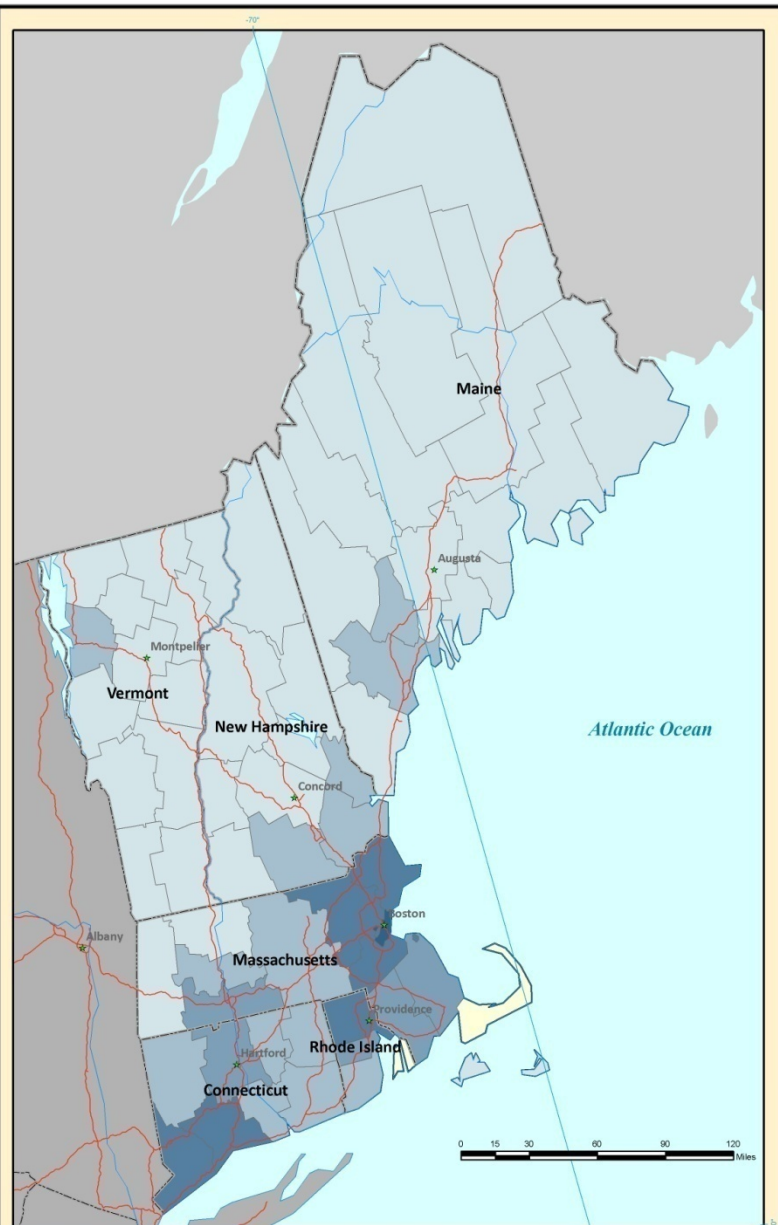 -70°
Maine
Augusta
Montpelier
Vermont
New Hampshire
Atlantic Ocean
Concord
Boston
Albany
Massachusetts
Providence
Hartford
Rhode Island
Connecticut
0 15 30 60 90 120
Miles